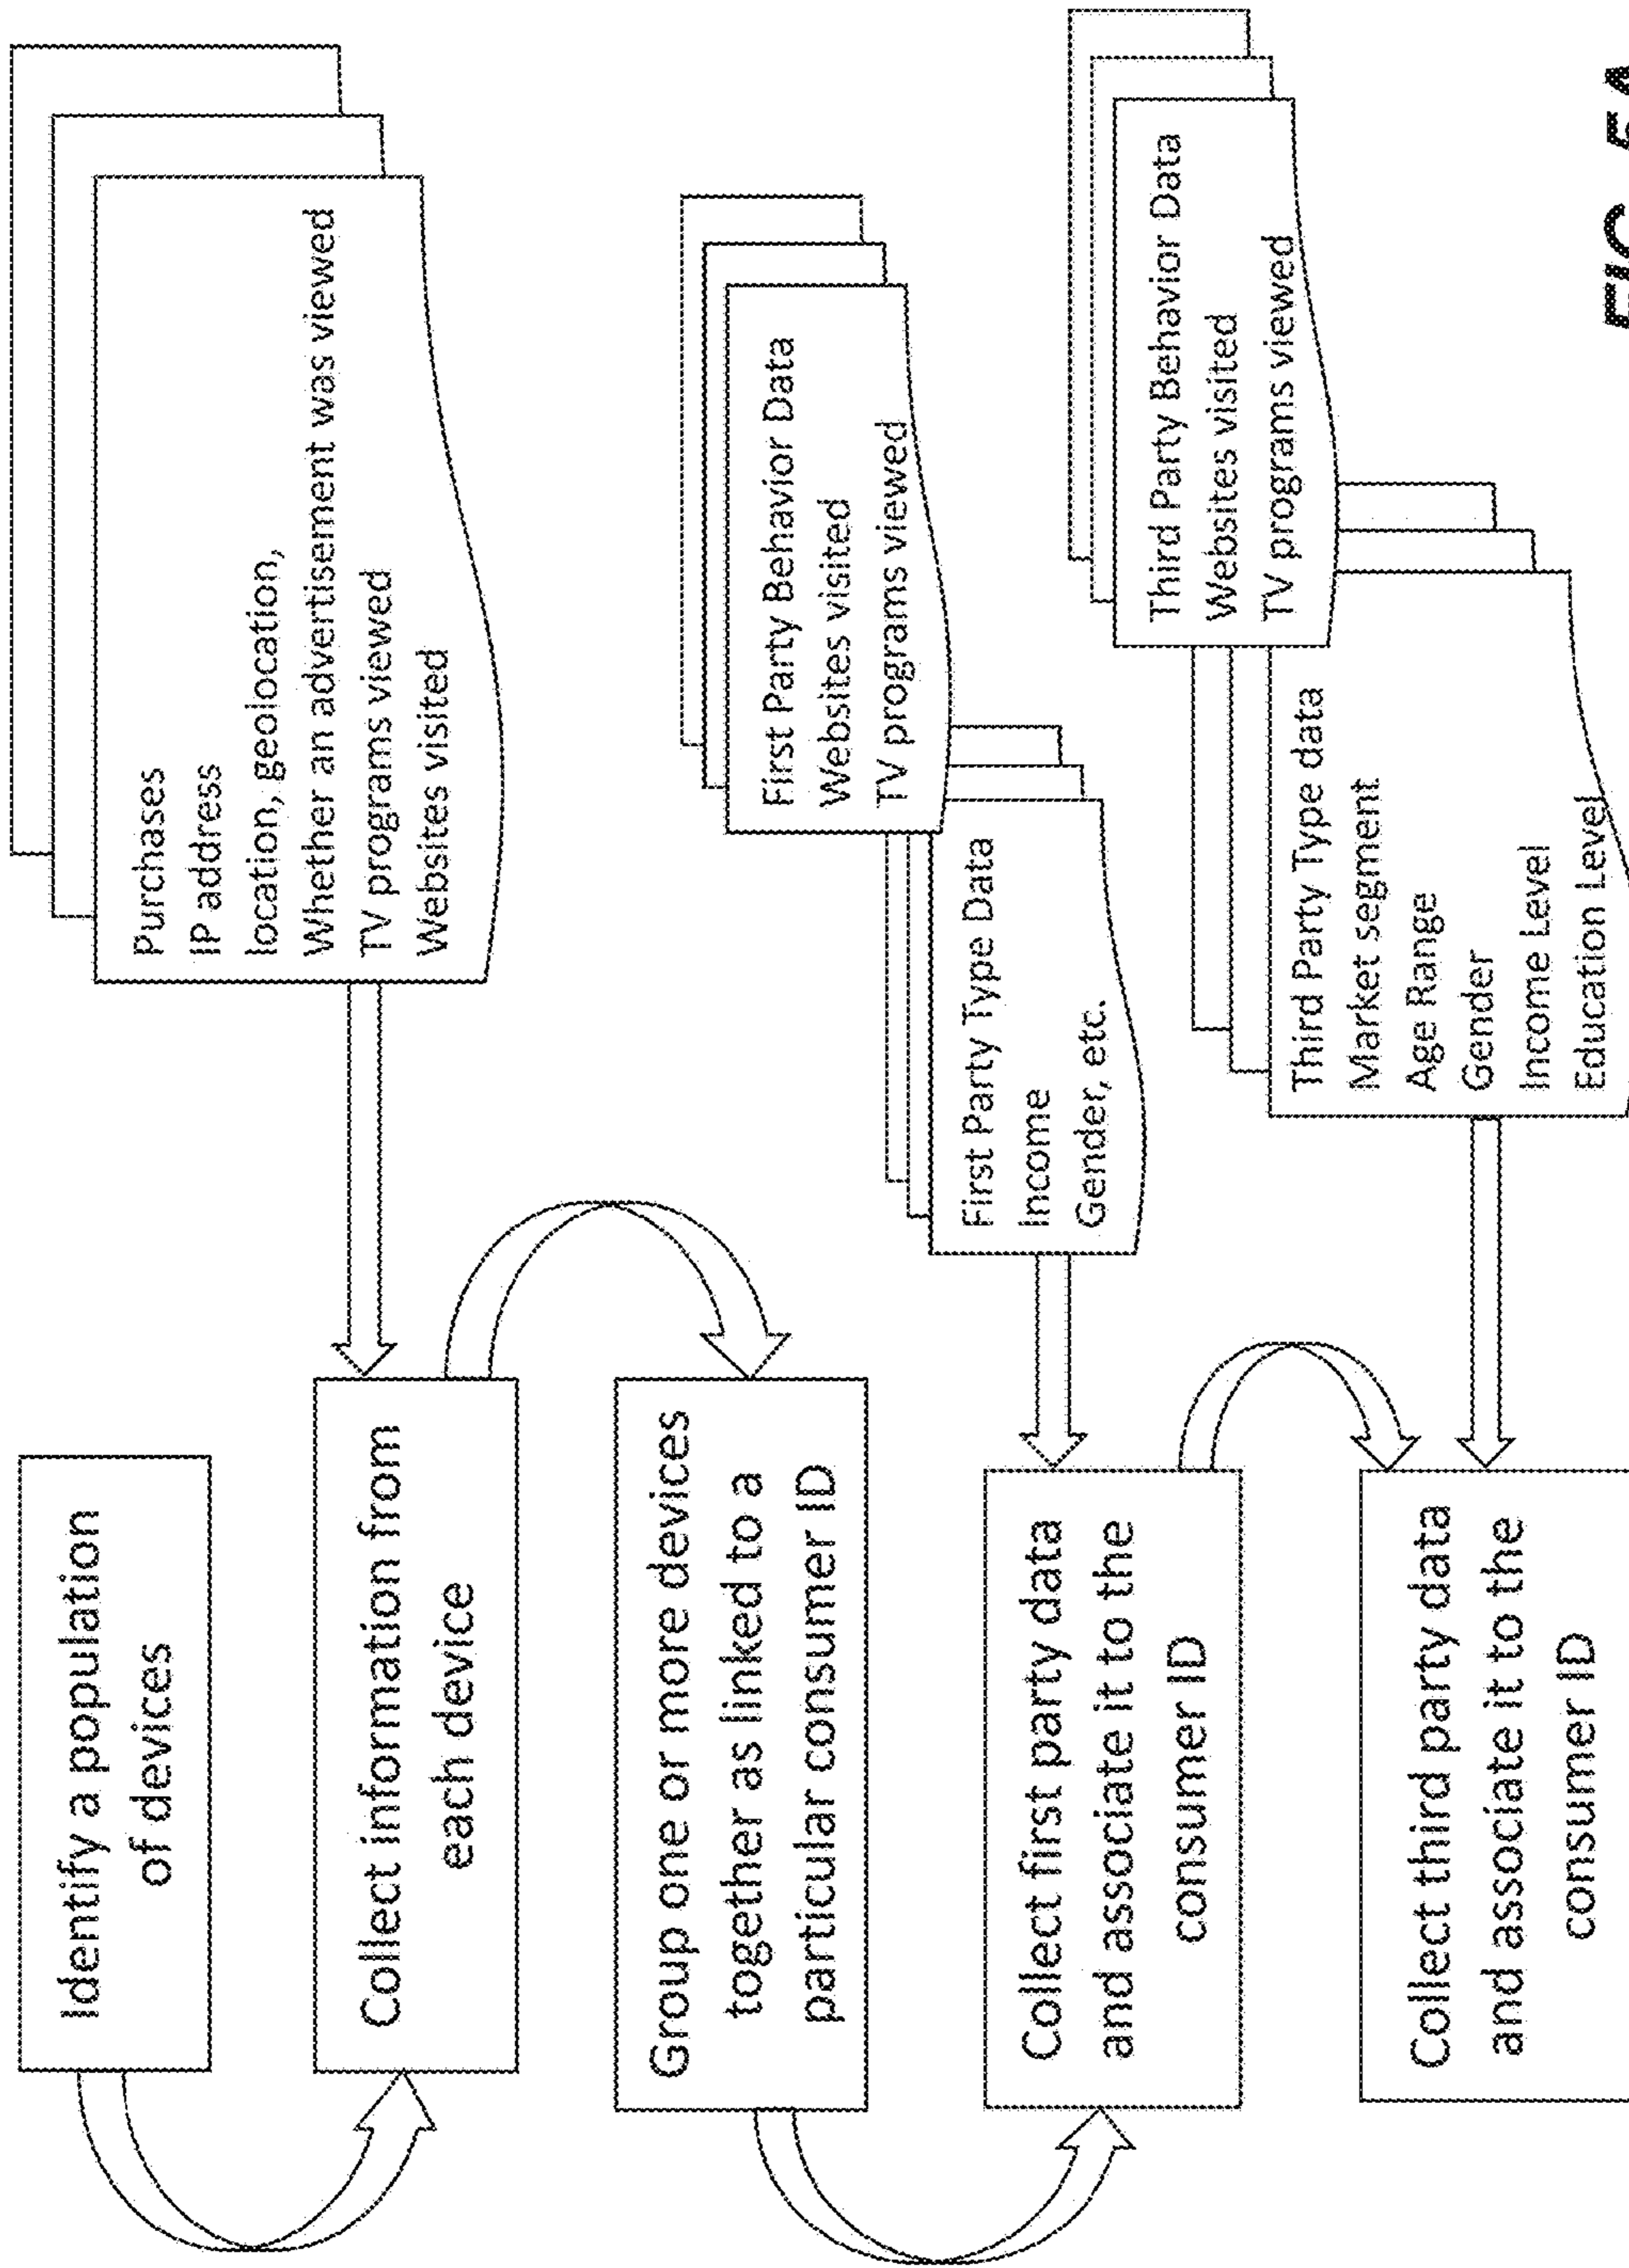 Identify a population
of devices
Collect information from
each device
Group one or more devices
together as linked to a
particular consumer ID
Collect first party data
and associate it to the
consumer ID
Collect third party data
and associate it to the
consumer ID
Purchases
IP address
location, geolocation,
Whether an advertisement was viewed
TV programs viewed
Websites visited
First Party Behavior Data
Websites visited
TV programs viewed
First Party Type Data
Income
Gender, etc.
Third Party Behavior Data
Websites visited
TV programs viewed
Third Party Type data
Market segment
Age Range
Gender
Income Level
Education Level
FIG. 5A